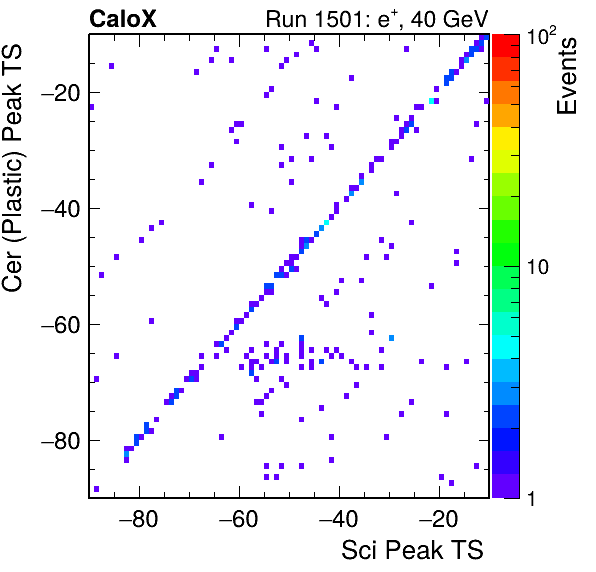 CaloX Run 1501: e+, 40 GeV
Cer (Plastic) Peak TS
−20
−40
−60
−80
−80 −60 −40 −20
Sci Peak TS
Events
10²
10
1